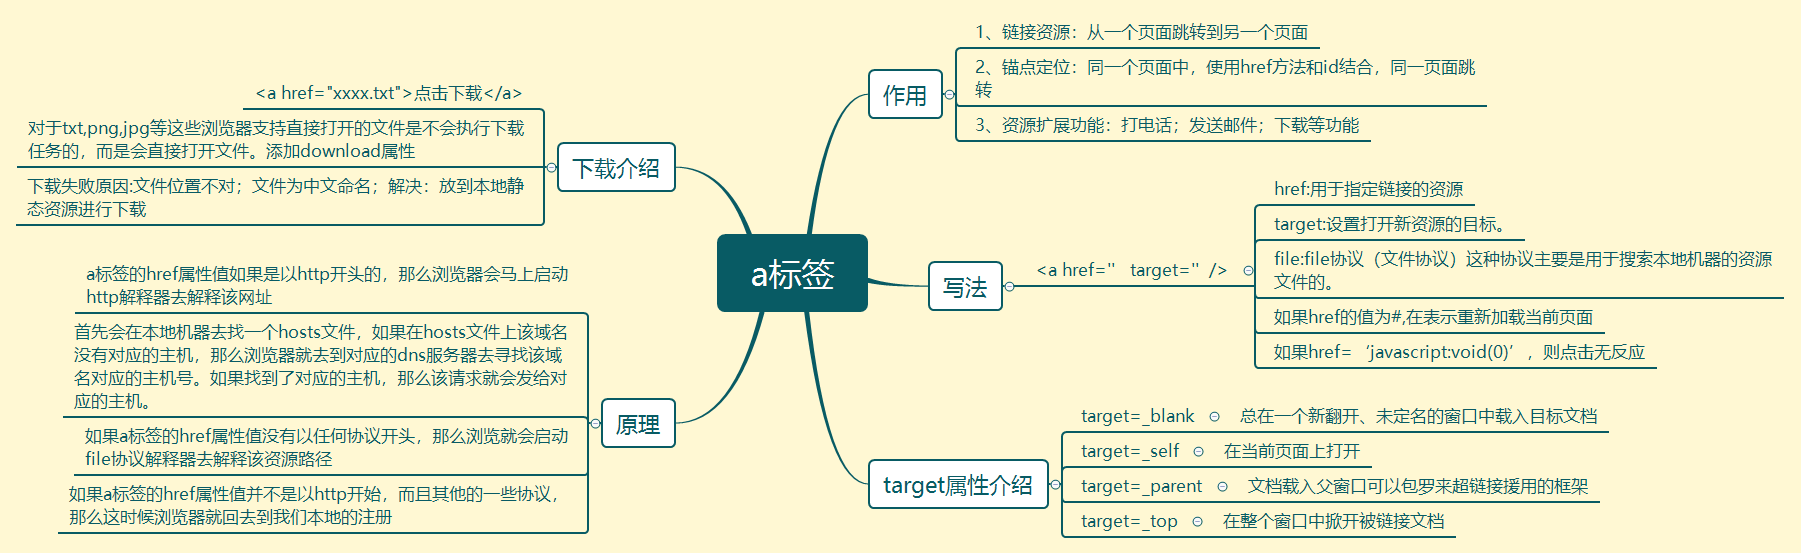 a标签
作用
1、链接资源：从一个页面跳转到另一个页面
2、锚点定位：同一个页面中，使用href方法和id结合，同一页面跳
转
3、资源扩展功能：打电话；发送邮件；下载等功能
写法
<a href=''  target='' />
href:用于指定链接的资源
target:设置打开新资源的目标。
file:file协议（文件协议）这种协议主要是用于搜索本地机器的资源
文件的。
如果href的值为#,在表示重新加载当前页面
如果href=‘javascript:void(0)’，则点击无反应
target属性介绍
target=_blank
总在一个新翻开、未定名的窗口中载入目标文档
target=_self
在当前页面上打开
target=_parent
文档载入父窗口可以包罗来超链接援用的框架
target=_top
在整个窗口中掀开被链接文档
下载介绍
<a href="xxxx.txt">点击下载</a>
对于txt,png,jpg等这些浏览器支持直接打开的文件是不会执行下载
任务的，而是会直接打开文件。添加download属性
下载失败原因:文件位置不对；文件为中文命名；解决：放到本地静
态资源进行下载
原理
a标签的href属性值如果是以http开头的，那么浏览器会马上启动
http解释器去解释该网址
首先会在本地机器去找一个hosts文件，如果在hosts文件上该域名
没有对应的主机，那么浏览器就去到对应的dns服务器去寻找该域
名对应的主机号。如果找到了对应的主机，那么该请求就会发给对
应的主机。
如果a标签的href属性值没有以任何协议开头，那么浏览就会启动
file协议解释器去解释该资源路径
如果a标签的href属性值并不是以http开始，而且其他的一些协议，
那么这时候浏览器就回去到我们本地的注册